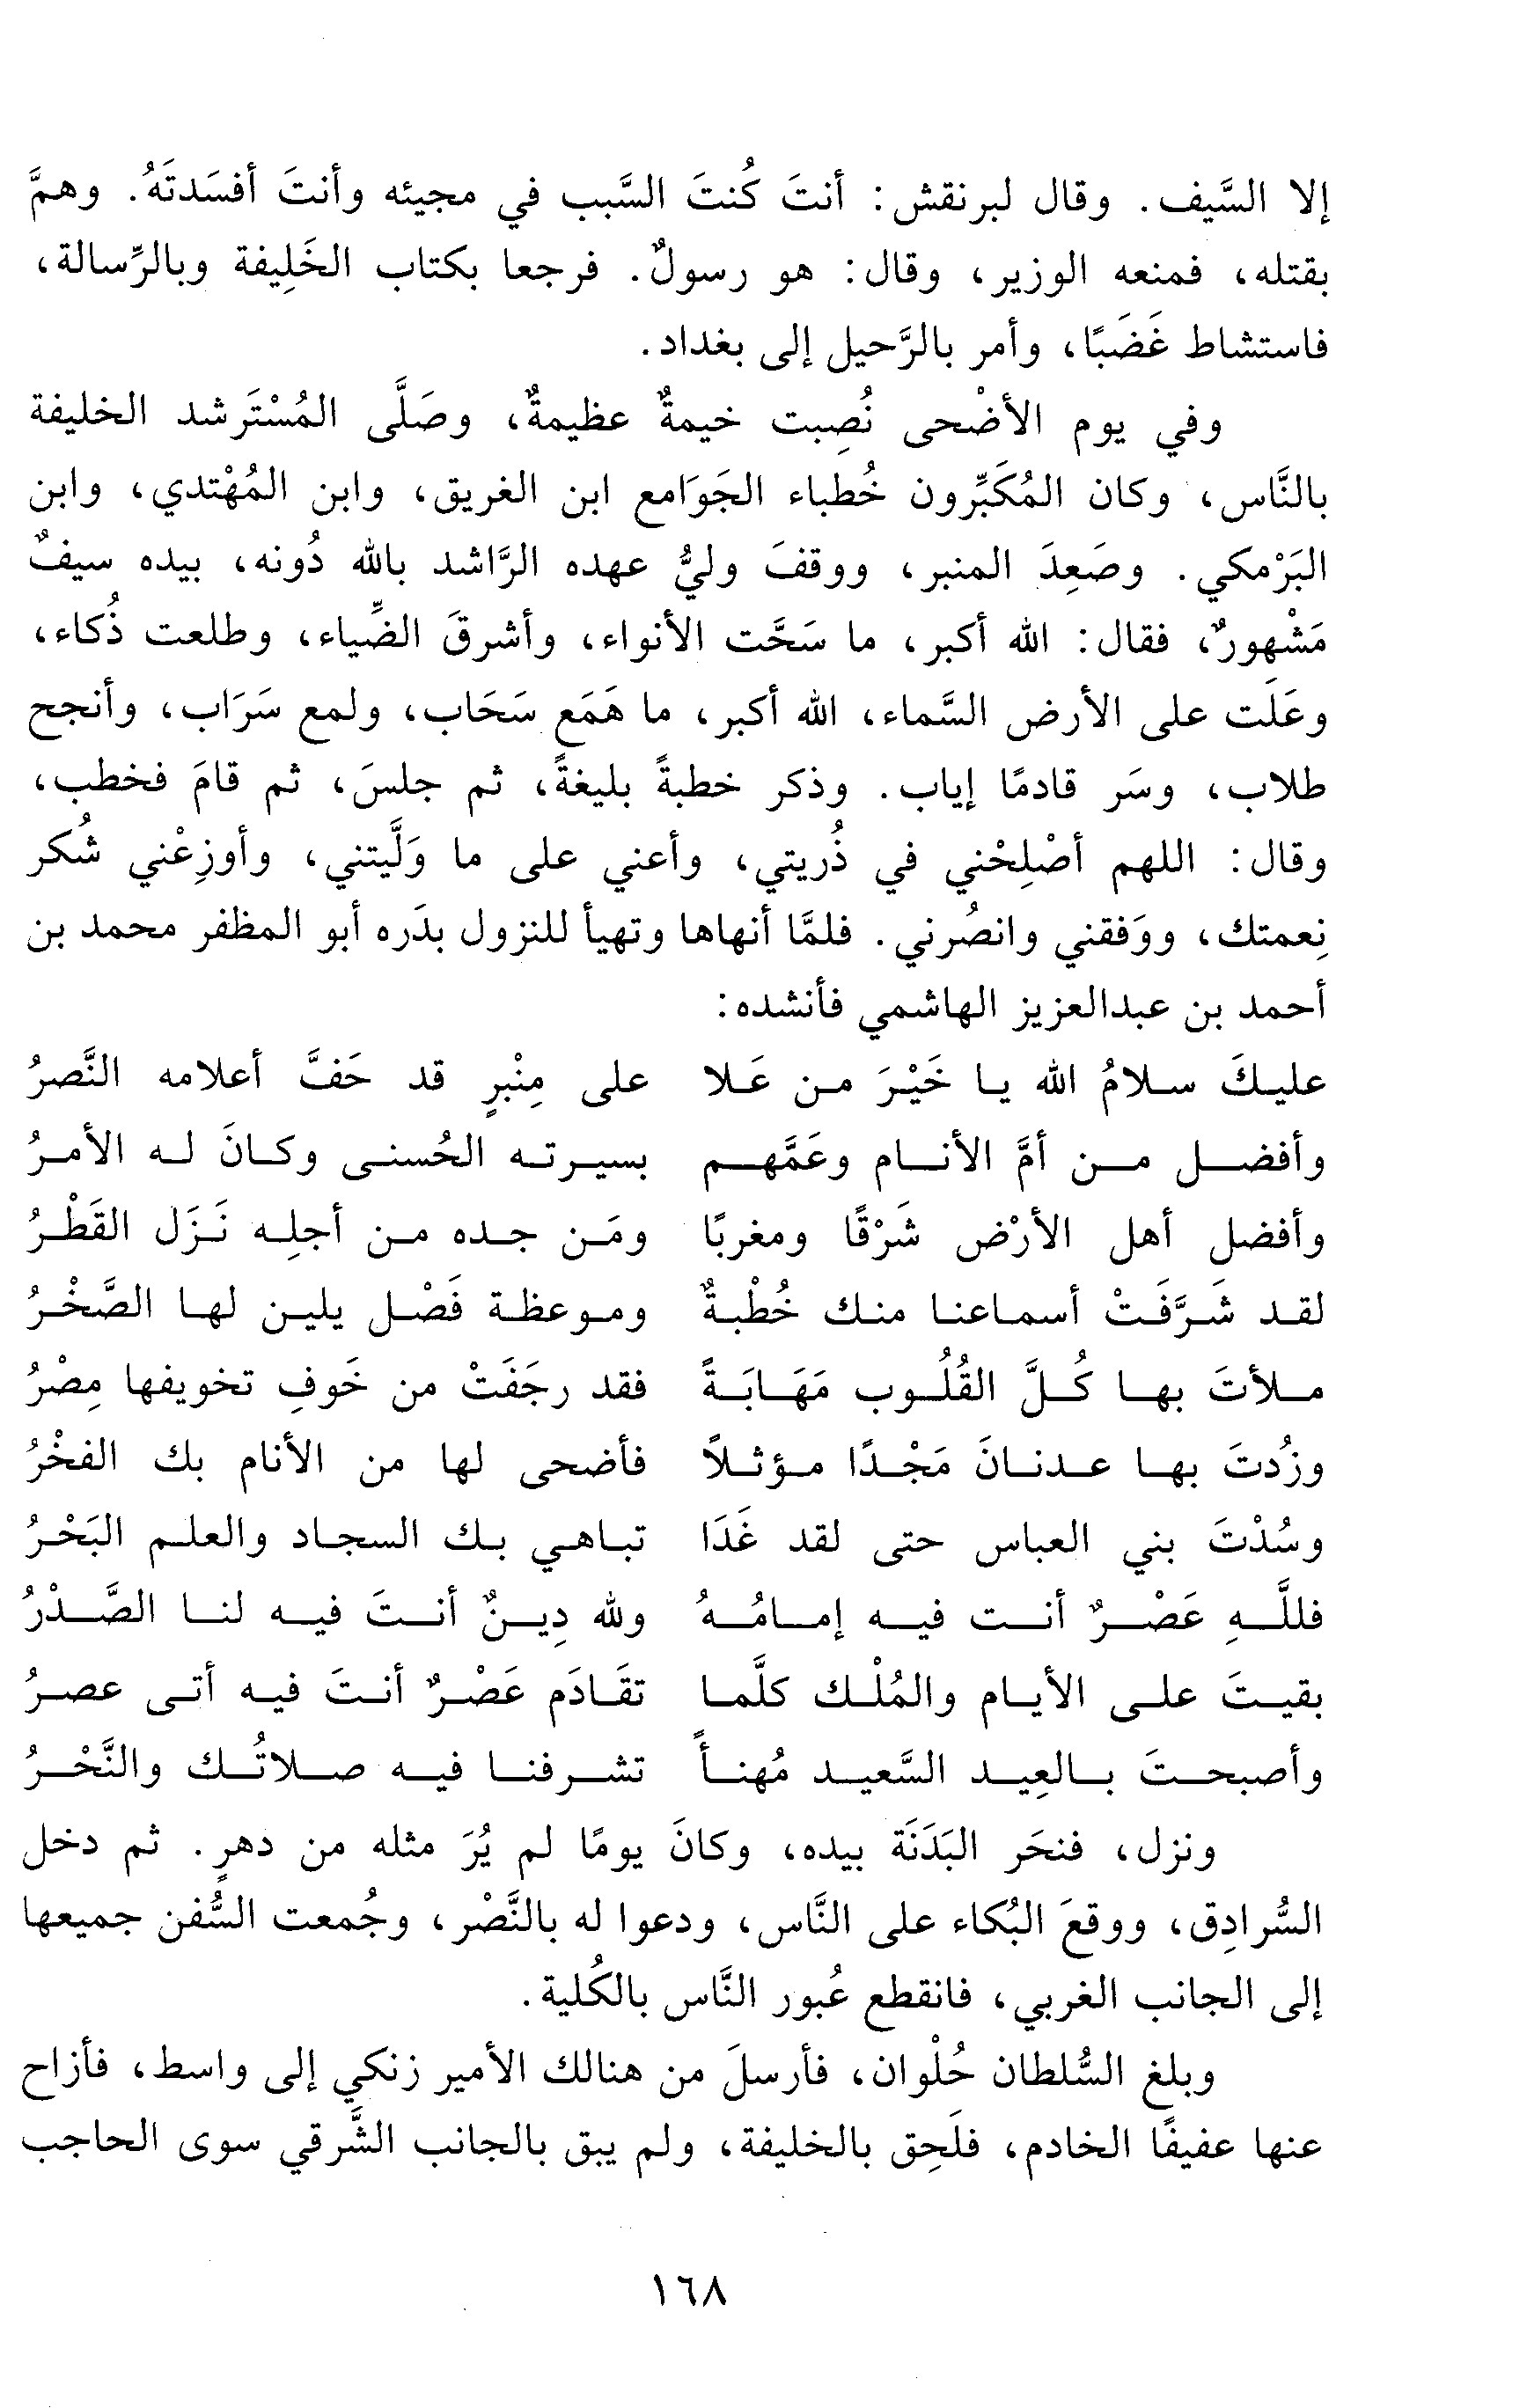 إلا السَّيف. وقال لبرنقش: أنتَ كُنتَ السَّبب في مجيئه وأنتَ أفسَدتَهُ. وهمَّ
بقتله، فمنعه الوزير، وقال: هو رسولٌ. فرجعا بكتاب الخَلِيفة وبالرِّسالة،
فاستشاط غَضَبًا، وأمر بالرَّحيل إلى بغداد.
وفي يوم الأضْحى نُصِبت خيمةٌ عظيمةٌ، وصَلَّى المُسْتَرشد الخليفة
بالنَّاس، وكان المُكَبِّرون خُطباء الجَوَامع ابن الغريق، وابن المُهْتدي، وابن
البَرْمكي. وصَعِدَ المنبر، ووقفَ وليُّ عهده الرَّاشد بالله دُونه، بيده سيفٌ
مَشْهورٌ، فقال: الله أكبر، ما سَحَّت الأنواء، وأشرقَ الضِّياء، وطلعت ذُكاء،
وعَلَت على الأرض السَّماء، الله أكبر، ما هَمَع سَحَاب، ولمع سَرَاب، وأنجح
طلاب، وسَر قادمًا إياب. وذكر خطبةً بليغةً، ثم جلسَ، ثم قامَ فخطب،
وقال: اللهم أصْلِحْني في ذُريتي، وأعني على ما وَلَّيتني، وأوزِعْني شُكر
نِعمتك، ووَفقني وانصُرني. فلمَّا أنهاها وتهيأ للنزول بدَره أبو المظفر محمد بن
أحمد بن عبدالعزيز الهاشمي فأنشده:
عليكَ سلامُ الله يا خَيْرَ من عَلا على مِنْبرٍ قد حَفَّ أعلامه النَّصرُ
وأفضل من أمَّ الأنام وعَمَّهم بسيرته الحُسنى وكانَ له الأمرُ
وأفضل أهل الأرْض شَرْقًا ومغربًا ومَن جده من أجلِه نَزَل القَطْرُ
لقد شَرَّفَتْ أسماعنا منك خُطْبةٌ وموعظة فَصْل يلين لها الصَّخْرُ
ملأتَ بها كُلَّ القُلُوب مَهَابَةً فقد رجَفَتْ من خَوفِ تخويفها مِصْرُ
وزُدتَ بها عدنانَ مَجْدًا مؤثلاً فأضحى لها من الأنام بك الفخْرُ
وسُدْتَ بني العباس حتى لقد غَدَا تباهي بك السجاد والعلم البَحْرُ
فللَّهِ عَصْرٌ أنت فيه إمامُهُ ولله دِينٌ أنتَ فيه لنا الصَّدْرُ
بقيتَ على الأيام والمُلْك كلَّما تقَادَم عَصْرٌ أنتَ فيه أتى عصرُ
وأصبحتَ بالعِيد السَّعيد مُهنأً تشرفنا فيه صلاتُك والنَّحْرُ
ونزل، فنحَر البَدَنَة بيده، وكانَ يومًا لم يُرَ مثله من دهرٍ. ثم دخل
السُّرادِق، ووقعَ البُكاء على النَّاس، ودعوا له بالنَّصْر، وجُمعت السُّفن جميعها
إلى الجانب الغربي، فانقطع عُبور النَّاس بالكُلية.
وبلغ السُّلطان حُلْوان، فأرسلَ من هنالك الأمير زنكي إلى واسط، فأزاح
عنها عفيفًا الخادم، فلَحِق بالخليفة، ولم يبق بالجانب الشَّرقي سوى الحاجب
١٦٨